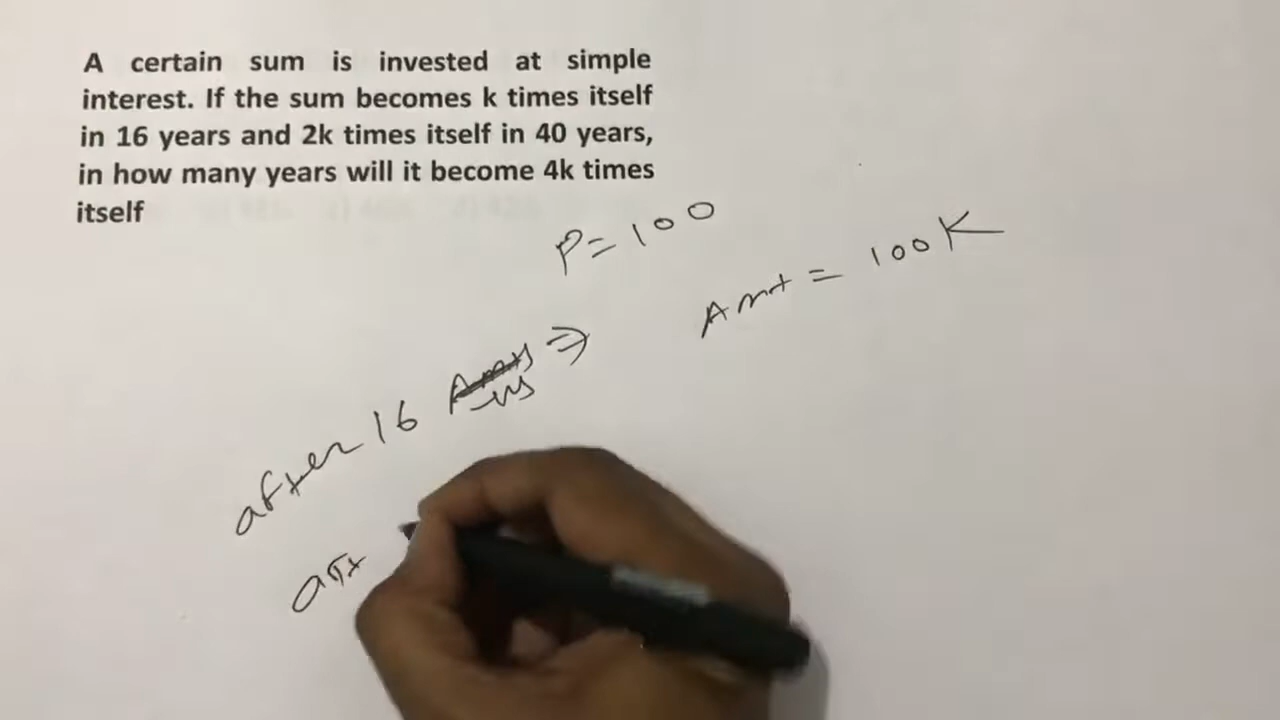 A certain sum is invested at simple
interest. If the sum becomes k times itself
in 16 years and 2k times itself in 40 years,
in how many years will it become 4k times
itself
P = 100
Amt = 100K
after 16 ⇒